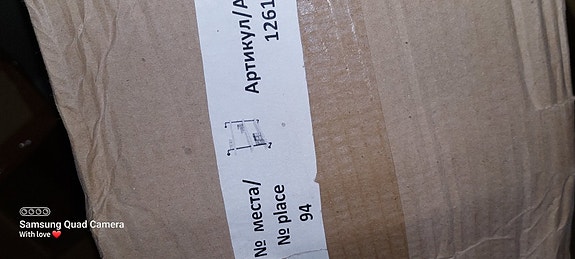 № места/
№ place
94
Артикул/А
1261
Samsung Quad Camera
With love ❤️